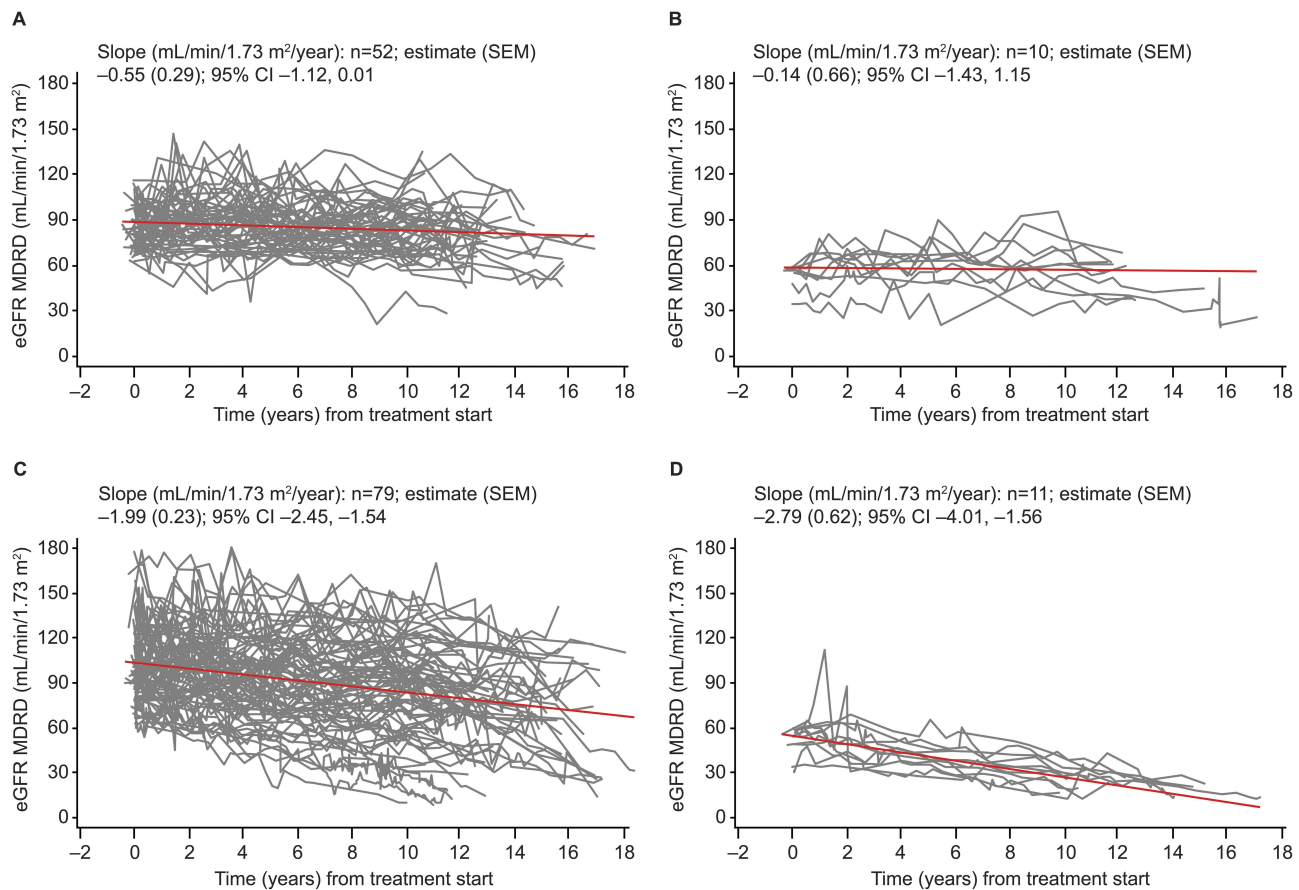 A
Slope (mL/min/1.73 m²/year): n=52; estimate (SEM)
–0.55 (0.29); 95% CI –1.12, 0.01
eGFR MDRD (mL/min/1.73 m²)
180
150
120
90
60
30
0
–2 0 2 4 6 8 10 12 14 16 18
Time (years) from treatment start
B
Slope (mL/min/1.73 m²/year): n=10; estimate (SEM)
–0.14 (0.66); 95% CI –1.43, 1.15
eGFR MDRD (mL/min/1.73 m²)
180
150
120
90
60
30
0
–2 0 2 4 6 8 10 12 14 16 18
Time (years) from treatment start
C
Slope (mL/min/1.73 m²/year): n=79; estimate (SEM)
–1.99 (0.23); 95% CI –2.45, –1.54
eGFR MDRD (mL/min/1.73 m²)
180
150
120
90
60
30
0
–2 0 2 4 6 8 10 12 14 16 18
Time (years) from treatment start
D
Slope (mL/min/1.73 m²/year): n=11; estimate (SEM)
–2.79 (0.62); 95% CI –4.01, –1.56
eGFR MDRD (mL/min/1.73 m²)
180
150
120
90
60
30
0
–2 0 2 4 6 8 10 12 14 16 18
Time (years) from treatment start